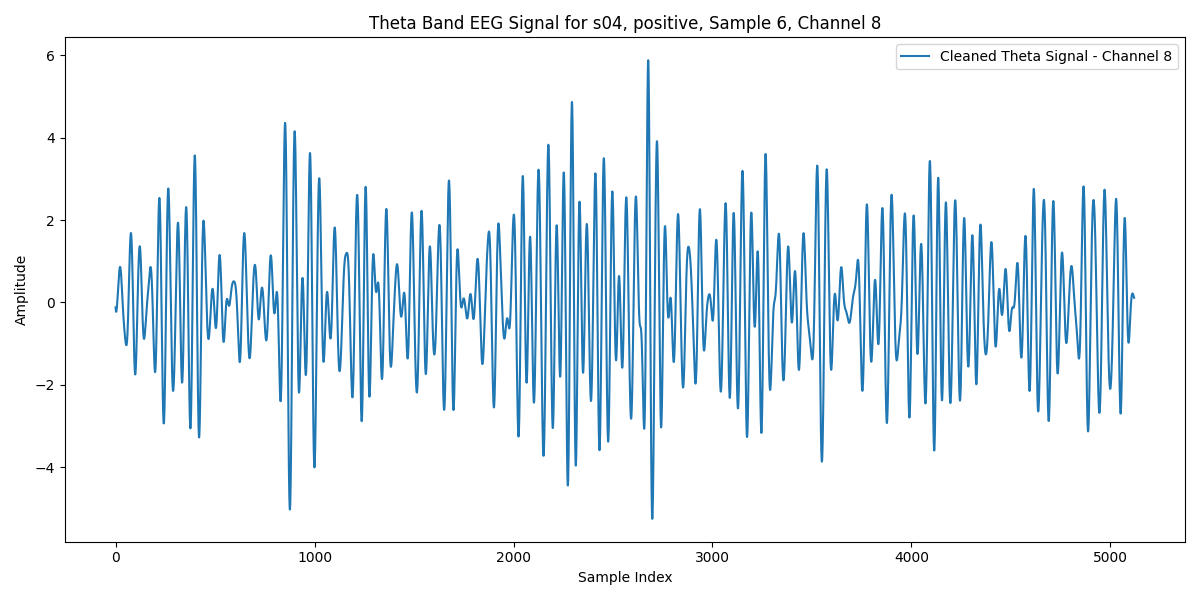 Theta Band EEG Signal for s04, positive, Sample 6, Channel 8
Cleaned Theta Signal - Channel 8
Amplitude
6
4
2
0
−2
−4
0 1000 2000 3000 4000 5000
Sample Index